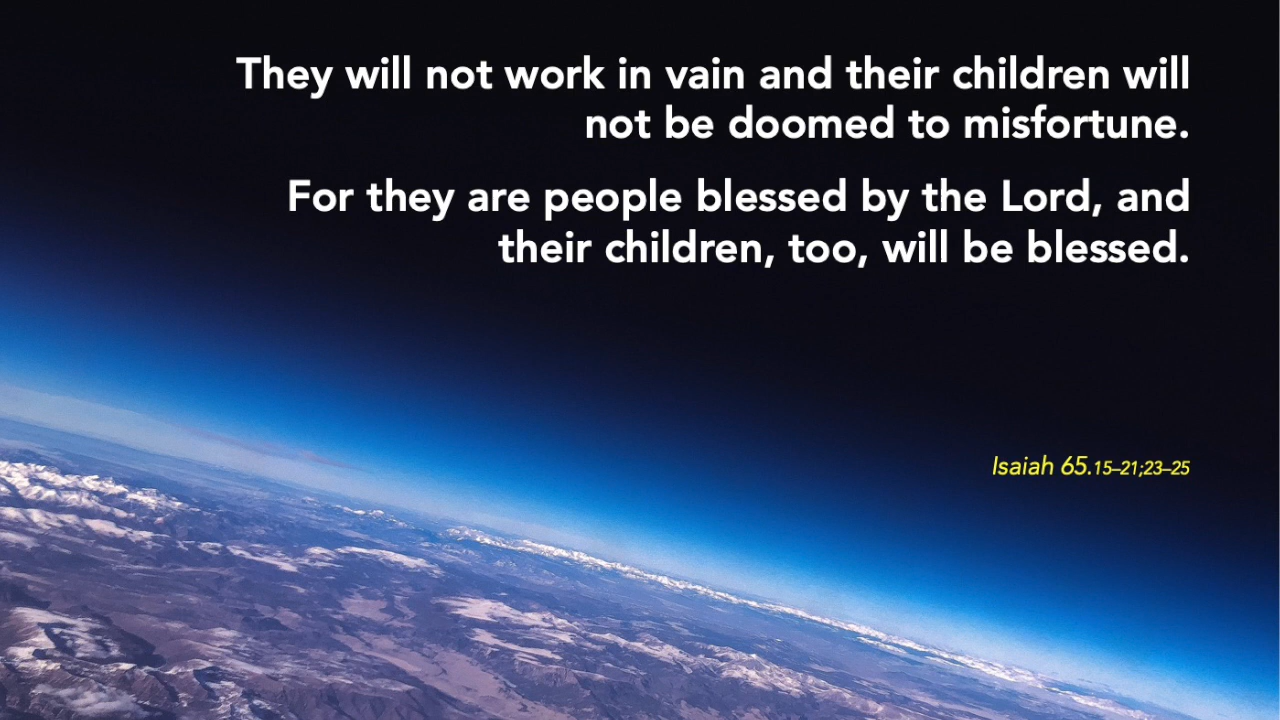 They will not work in vain and their children will
not be doomed to misfortune.
For they are people blessed by the Lord, and
their children, too, will be blessed.
Isaiah 65.15–21;23–25